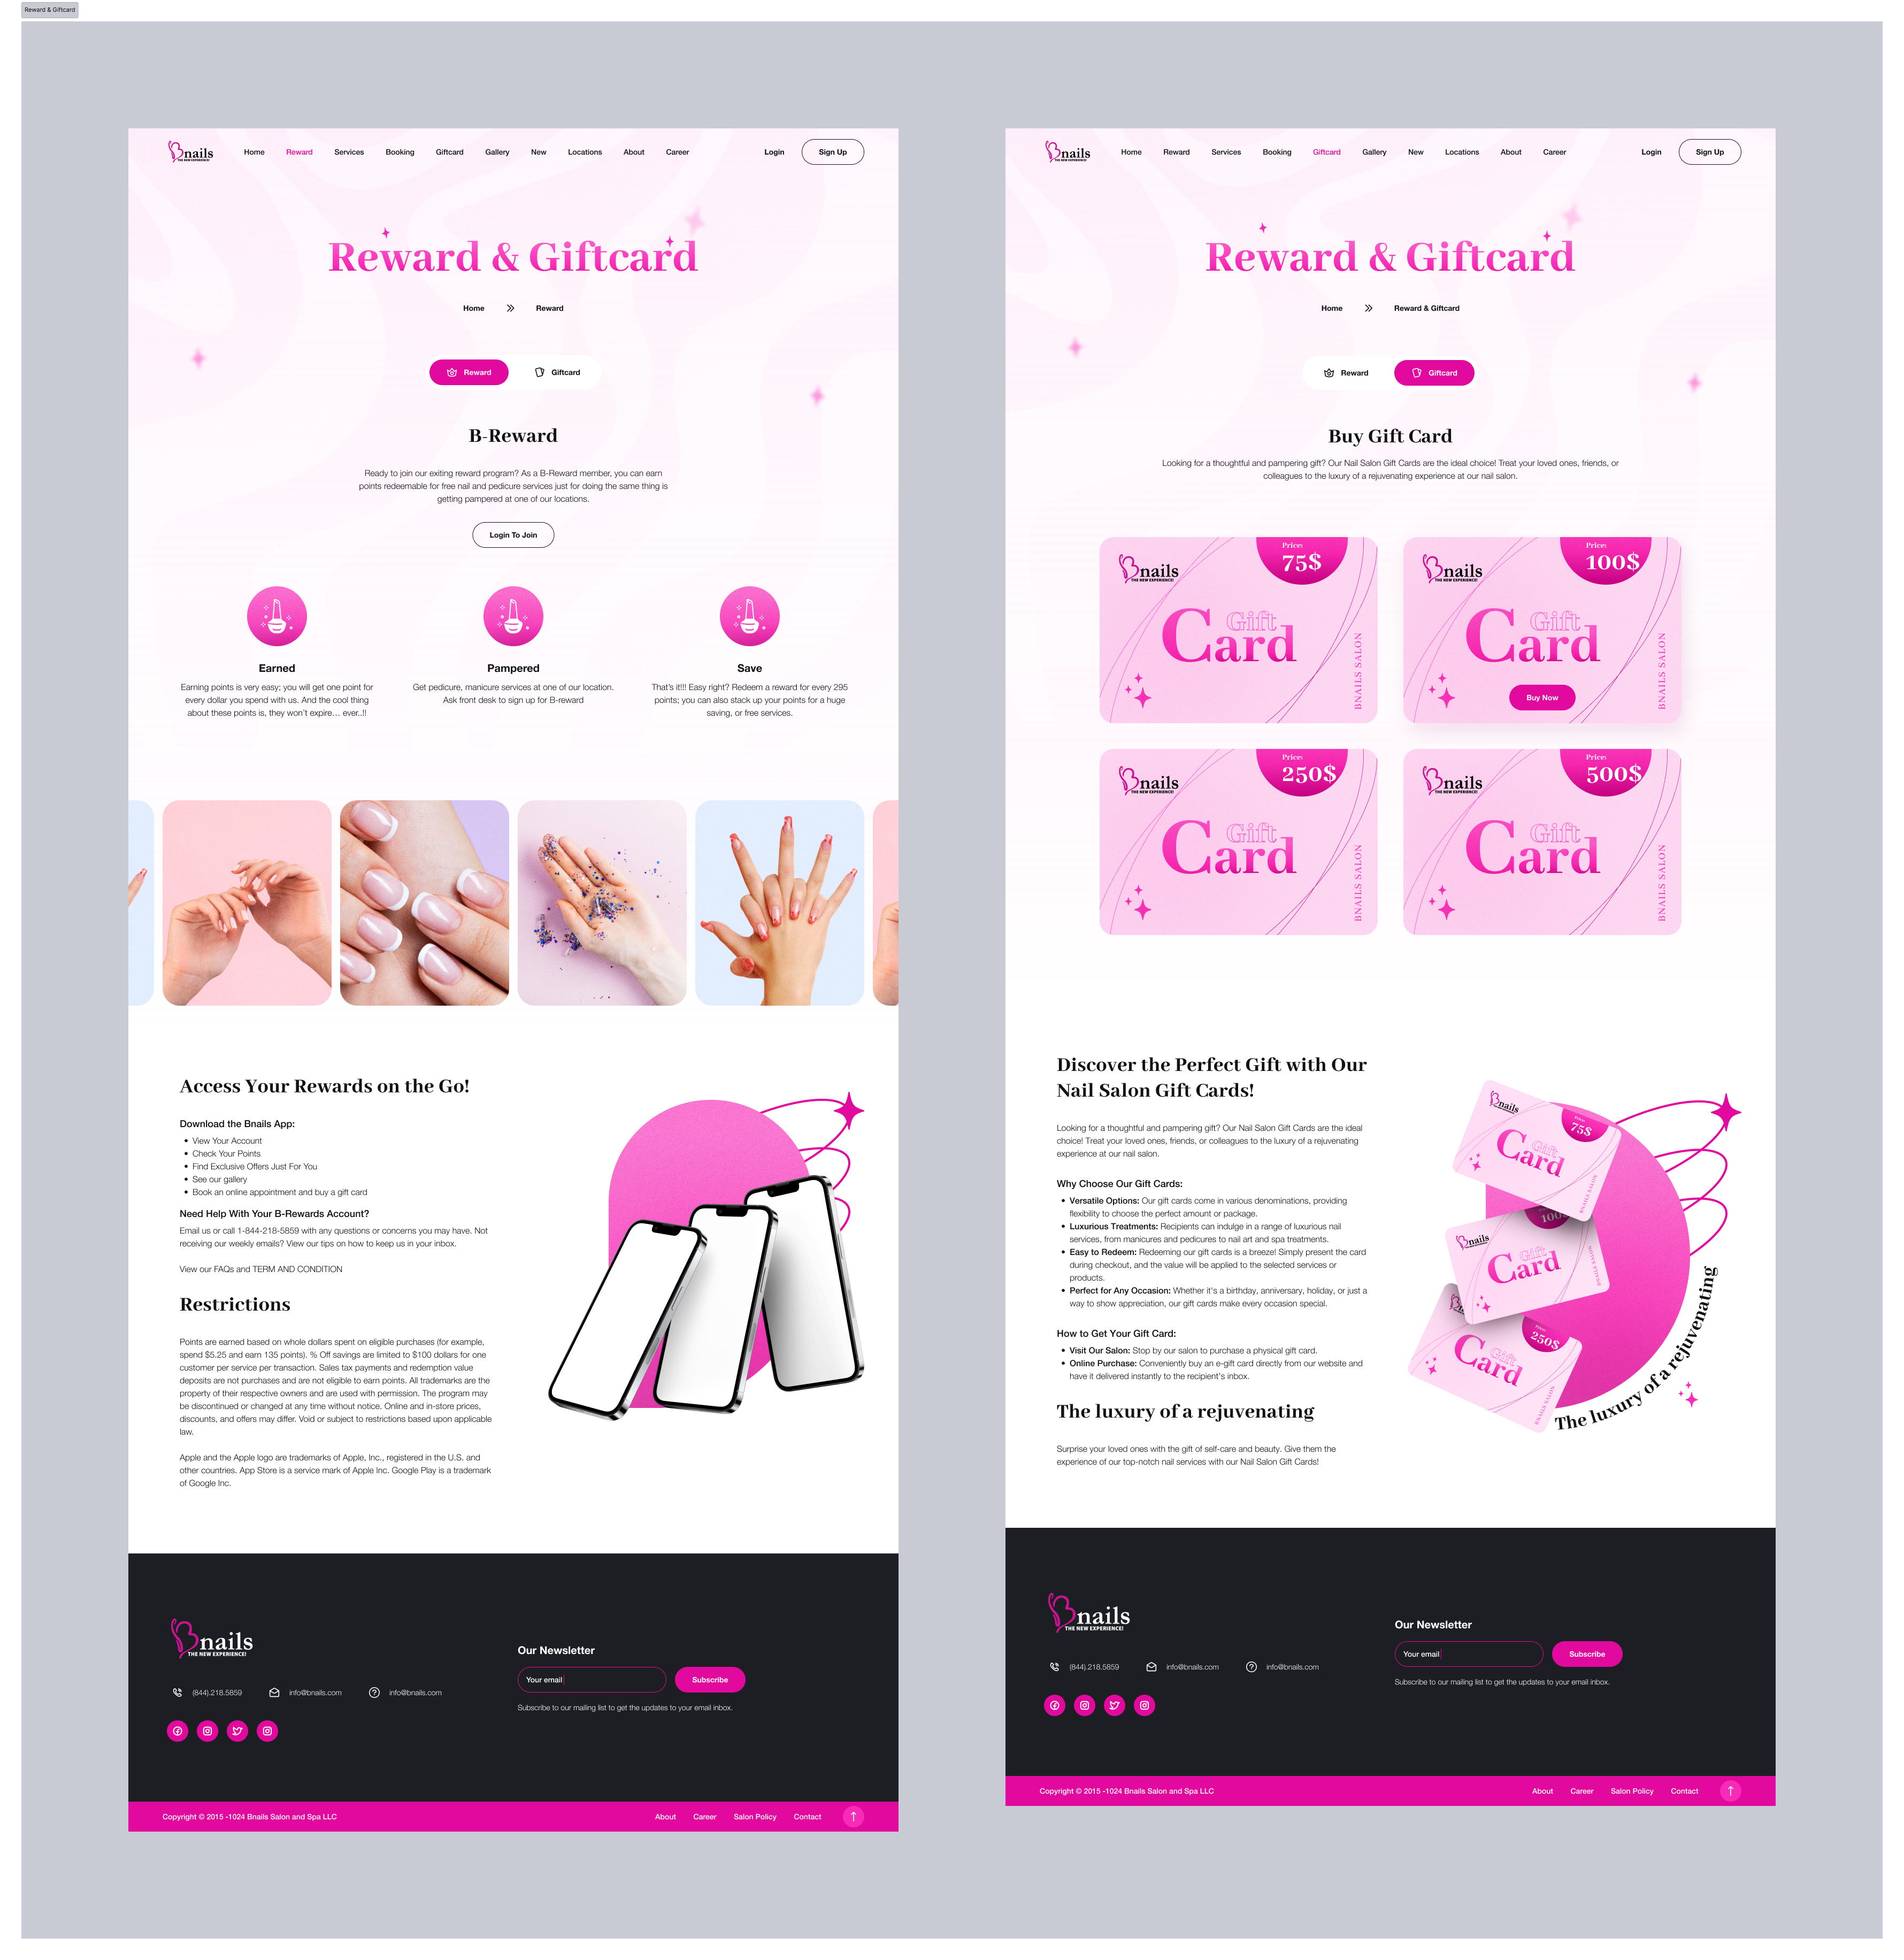 Reward & Giftcard
Bnails
THE NEW EXPERIENCE!
Home Reward Services Booking Giftcard Gallery New Locations About Career Login Sign Up
Reward & Giftcard
Home Reward
Reward Giftcard
B-Reward
Ready to join our exiting reward program? As a B-Reward member, you can earn
points redeemable for free nail and pedicure services just for doing the same thing is
getting pampered at one of our locations.
Login To Join
Earned
Earning points is very easy; you will get one point for
every dollar you spend with us. And the cool thing
about these points is, they won't expire... ever..!!
Pampered
Get pedicure, manicure services at one of our location.
Ask front desk to sign up for B-reward
Save
That's it!!! Easy right? Redeem a reward for every 295
points; you can also stack up your points for a huge
saving, or free services.
Access Your Rewards on the Go!
Download the Bnails App:
• View Your Account
• Check Your Points
• Find Exclusive Offers Just For You
• See our gallery
• Book an online appointment and buy a gift card
Need Help With Your B-Rewards Account?
Email us or call 1-844-218-5859 with any questions or concerns you may have. Not
receiving our weekly emails? View our tips on how to keep us in your inbox.
View our FAQs and TERM AND CONDITION
Restrictions
Points are earned based on whole dollars spent on eligible purchases (for example,
spend $5.25 and earn 135 points). % Off savings are limited to $100 dollars for one
customer per service per transaction. Sales tax payments and redemption value
deposits are not purchases and are not eligible to earn points. All trademarks are the
property of their respective owners and are used with permission. The program may
be discontinued or changed at any time without notice. Online and in-store prices,
discounts, and offers may differ. Void or subject to restrictions based upon applicable
law.
Apple and the Apple logo are trademarks of Apple, Inc., registered in the U.S. and
other countries. App Store is a service mark of Apple Inc. Google Play is a trademark
of Google Inc.
Bnails
THE NEW EXPERIENCE!
(844).218.5859 info@bnails.com info@bnails.com
Our Newsletter
Your email Subscribe
Subscribe to our mailing list to get the updates to your email inbox.
Copyright © 2015 -1024 Bnails Salon and Spa LLC About Career Salon Policy Contact
Bnails
THE NEW EXPERIENCE!
Home Reward Services Booking Giftcard Gallery New Locations About Career Login Sign Up
Reward & Giftcard
Home Reward & Giftcard
Reward Giftcard
Buy Gift Card
Looking for a thoughtful and pampering gift? Our Nail Salon Gift Cards are the ideal choice! Treat your loved ones, friends, or
colleagues to the luxury of a rejuvenating experience at our nail salon.
Bnails
THE NEW EXPERIENCE!
Price:
75$
Gift
Card
BNAILS SALON
Bnails
THE NEW EXPERIENCE!
Price:
100$
Gift
Card
BNAILS SALON
Buy Now
Bnails
THE NEW EXPERIENCE!
Price:
250$
Gift
Card
BNAILS SALON
Bnails
THE NEW EXPERIENCE!
Price:
500$
Gift
Card
BNAILS SALON
Discover the Perfect Gift with Our
Nail Salon Gift Cards!
Looking for a thoughtful and pampering gift? Our Nail Salon Gift Cards are the ideal
choice! Treat your loved ones, friends, or colleagues to the luxury of a rejuvenating
experience at our nail salon.
Why Choose Our Gift Cards:
• Versatile Options: Our gift cards come in various denominations, providing
flexibility to choose the perfect amount or package.
• Luxurious Treatments: Recipients can indulge in a range of luxurious nail
services, from manicures and pedicures to nail art and spa treatments.
• Easy to Redeem: Redeeming our gift cards is a breeze! Simply present the card
during checkout, and the value will be applied to the selected services or
products.
• Perfect for Any Occasion: Whether it's a birthday, anniversary, holiday, or just a
way to show appreciation, our gift cards make every occasion special.
How to Get Your Gift Card:
• Visit Our Salon: Stop by our salon to purchase a physical gift card.
• Online Purchase: Conveniently buy an e-gift card directly from our website and
have it delivered instantly to the recipient's inbox.
The luxury of a rejuvenating
Surprise your loved ones with the gift of self-care and beauty. Give them the
experience of our top-notch nail services with our Nail Salon Gift Cards!
Bnails
Price:
75$
Gift
Card
BNAILS SALON
Bnails
100
Card
BNAILS SALON
Price:
250$
Gift
Card
BNAILS SALON
The luxury of a rejuvenating
Bnails
THE NEW EXPERIENCE!
(844).218.5859 info@bnails.com info@bnails.com
Our Newsletter
Your email Subscribe
Subscribe to our mailing list to get the updates to your email inbox.
Copyright © 2015 -1024 Bnails Salon and Spa LLC About Career Salon Policy Contact